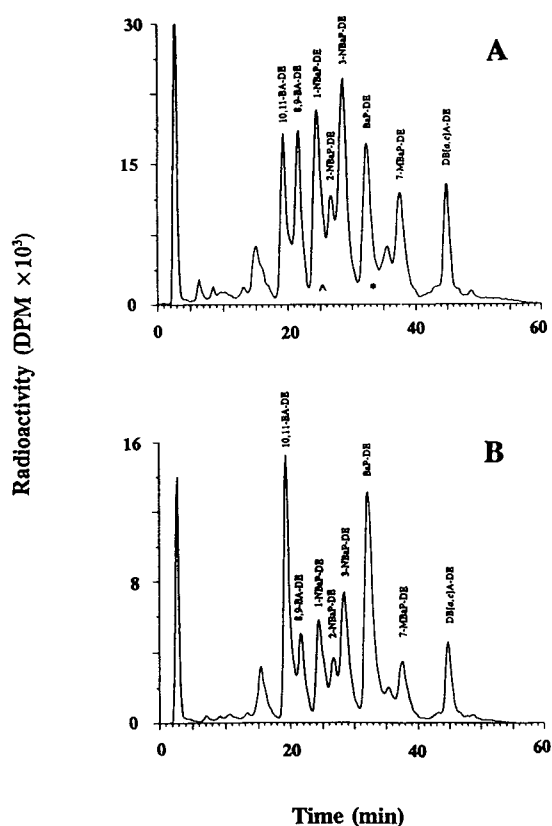 Radioactivity (DPM ×10³)
A
30
15
0
0
20
40
60
10,11-BA-DE
8,9-BA-DE
1-NBaP-DE
2-NBaP-DE
3-NBaP-DE
BaP-DE
7-MBaP-DE
DB[a,c]A-DE
^
*
B
16
8
0
0
20
40
60
10,11-BA-DE
8,9-BA-DE
1-NBaP-DE
2-NBaP-DE
3-NBaP-DE
BaP-DE
7-MBaP-DE
DB[a,c]A-DE
Time (min)